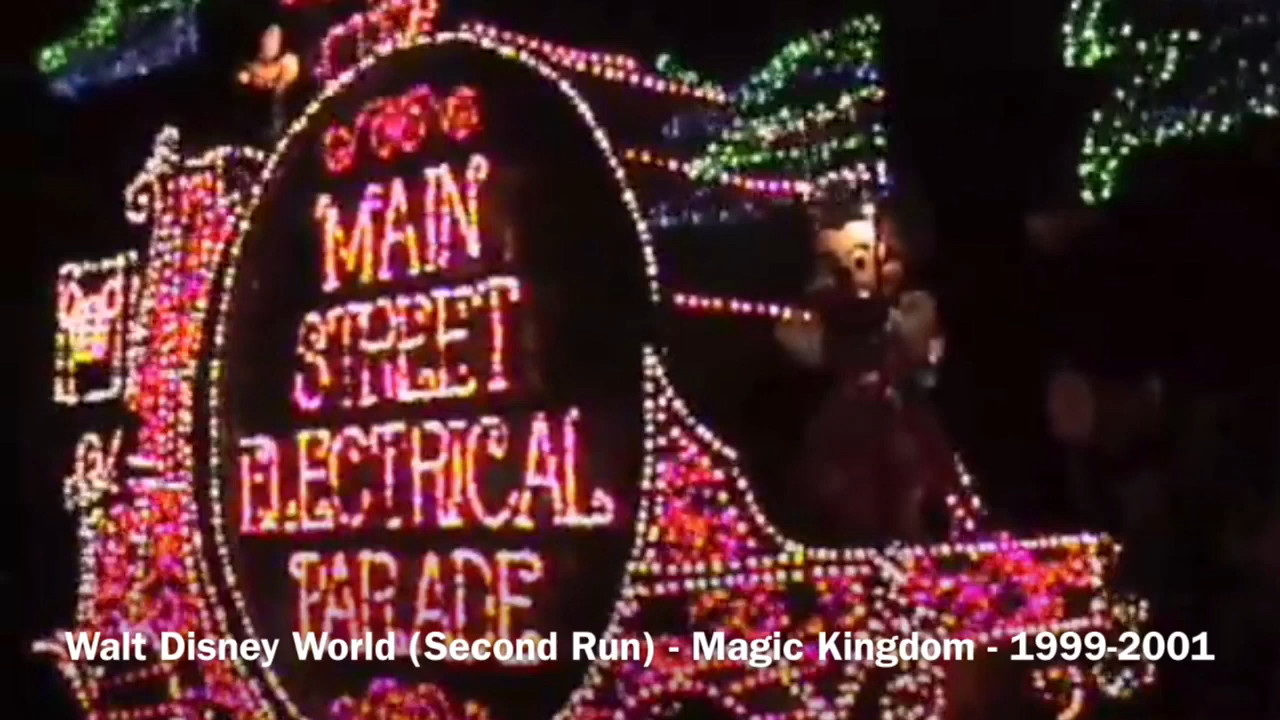 MAIN
STREET
ELECTRICAL
PARADE
Walt Disney World (Second Run) - Magic Kingdom - 1999-2001